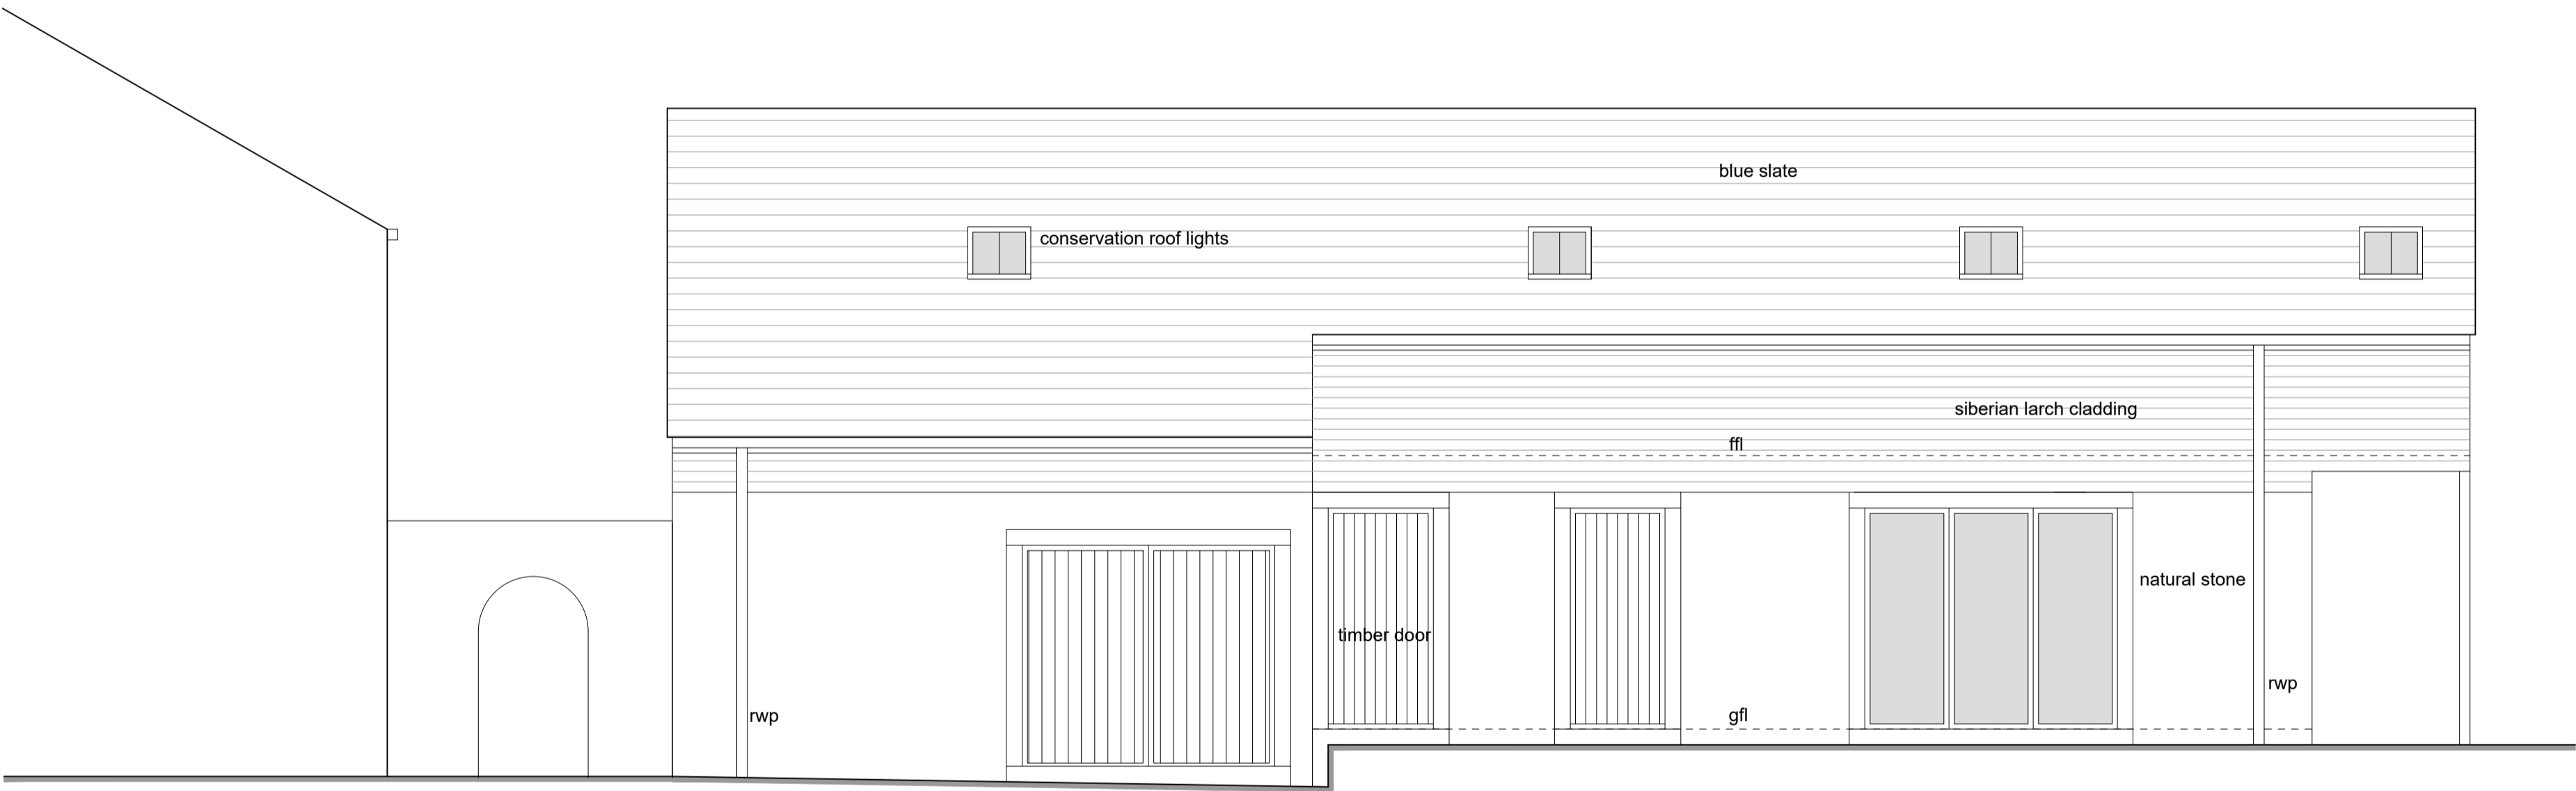 blue slate
conservation roof lights
siberian larch cladding
ffl
natural stone
timber door
rwp
rwp
gfl